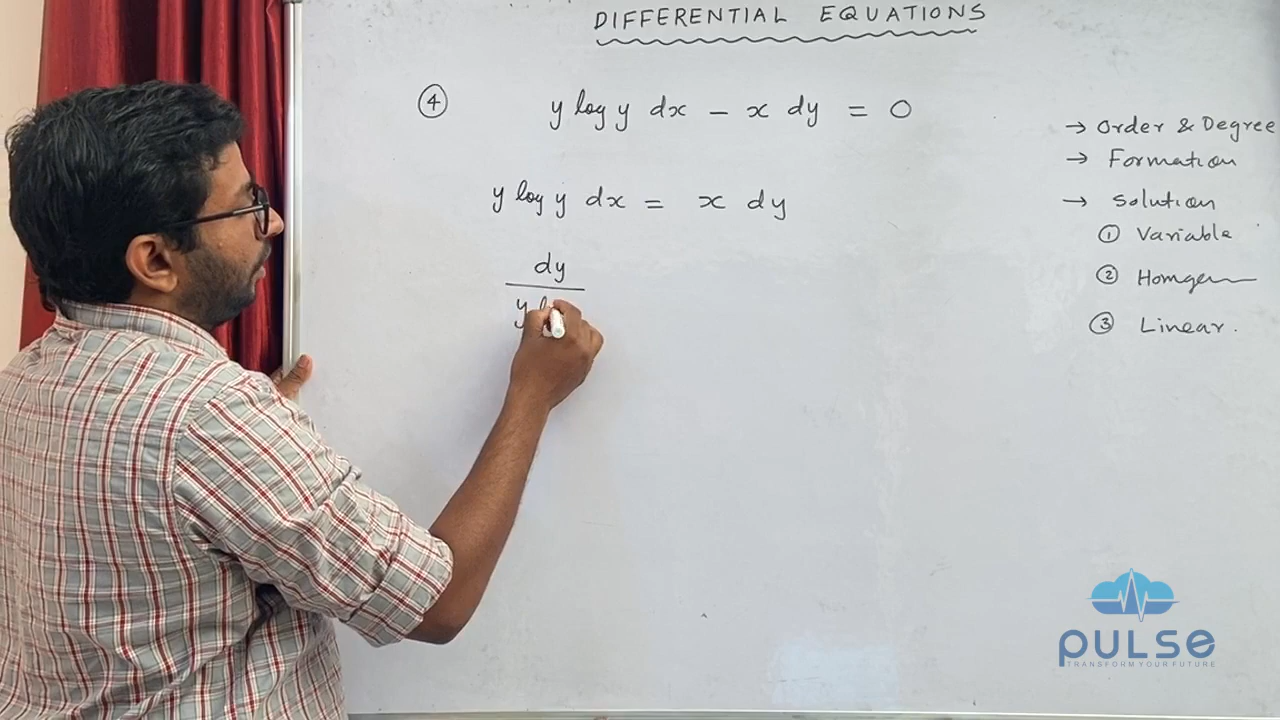 DIFFERENTIAL EQUATIONS
④ y log y dx - x dy = 0
y log y dx = x dy
dy
y
→ Order & Degree
→ Formation
→ Solution
① Variable
② Homgen
③ Linear.
PULSE
TRANSFORM YOUR FUTURE